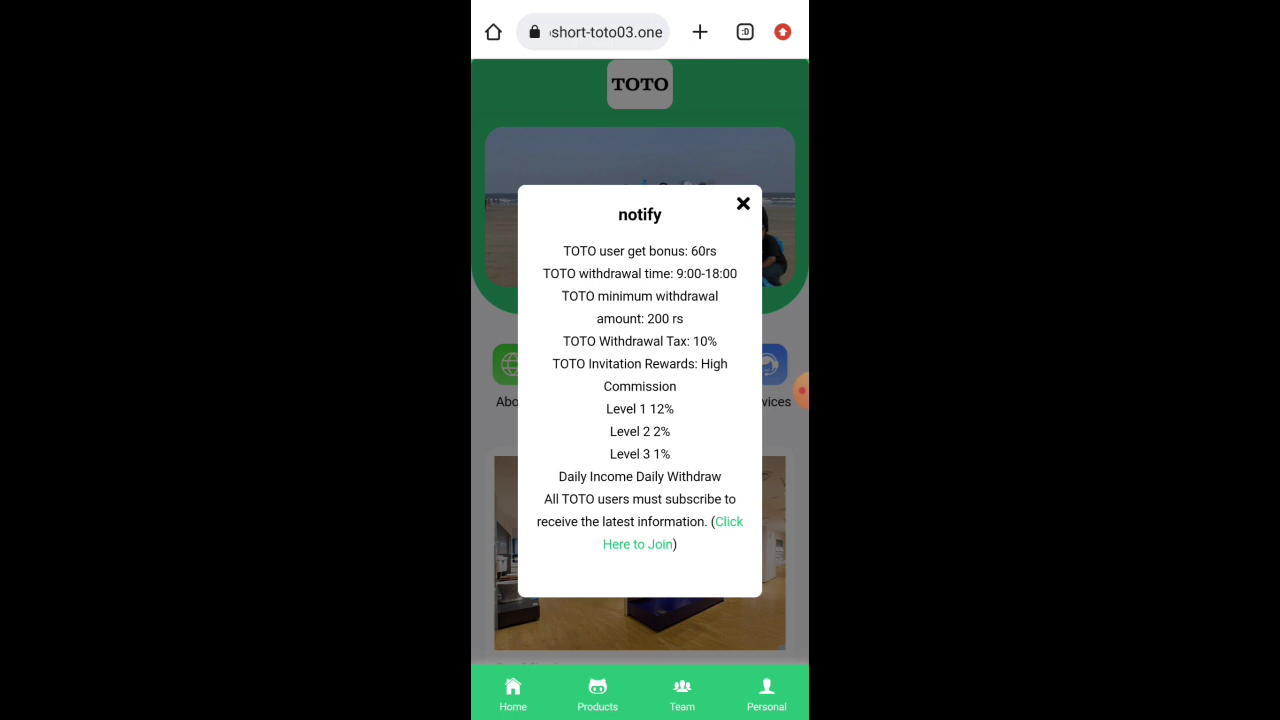 short-toto03.one
:D
TOTO
notify
TOTO user get bonus: 60rs
TOTO withdrawal time: 9:00-18:00
TOTO minimum withdrawal
amount: 200 rs
TOTO Withdrawal Tax: 10%
TOTO Invitation Rewards: High
Commission
Level 1 12%
Level 2 2%
Level 3 1%
Daily Income Daily Withdraw
All TOTO users must subscribe to
receive the latest information. (Click
Here to Join)
Abo
vices
Home Products Team Personal